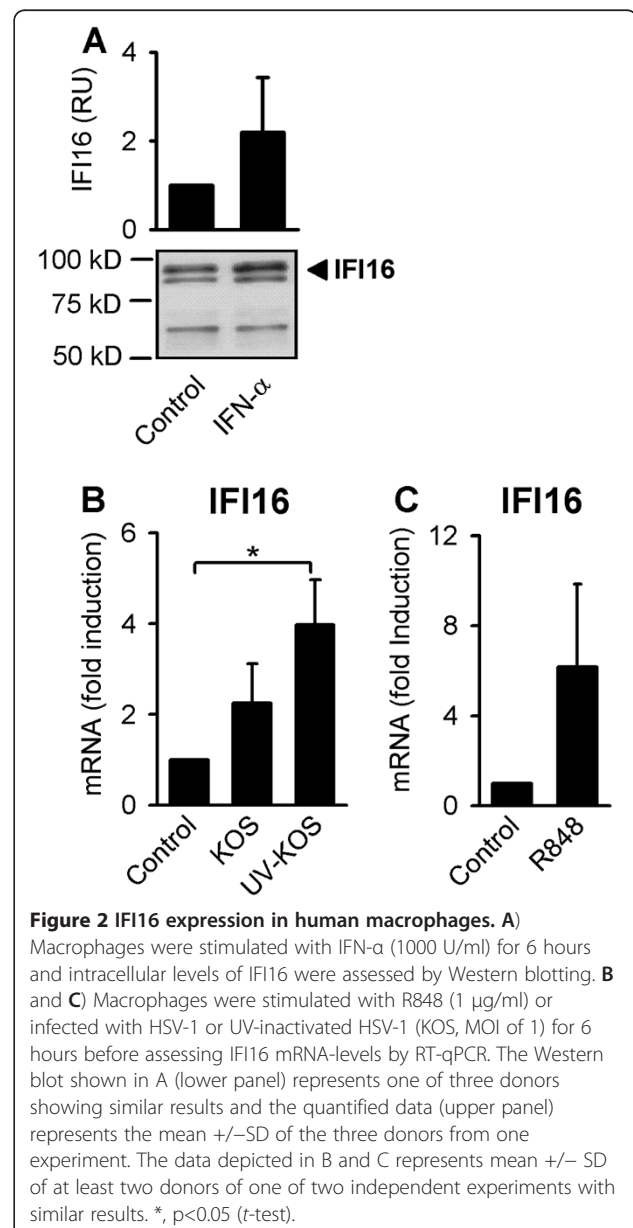 A
IFI16 (RU)
4
2
0
100 kD
75 kD
50 kD
IFI16
Control
IFN-α
B
IFI16
mRNA (fold induction)
6
4
2
0
*
Control
KOS
UV-KOS
C
IFI16
mRNA (fold Induction)
12
8
4
0
Control
R848
Figure 2 IFI16 expression in human macrophages. A)
Macrophages were stimulated with IFN-α (1000 U/ml) for 6 hours
and intracellular levels of IFI16 were assessed by Western blotting. B
and C) Macrophages were stimulated with R848 (1 μg/ml) or
infected with HSV-1 or UV-inactivated HSV-1 (KOS, MOI of 1) for 6
hours before assessing IFI16 mRNA-levels by RT-qPCR. The Western
blot shown in A (lower panel) represents one of three donors
showing similar results and the quantified data (upper panel)
represents the mean +/−SD of the three donors from one
experiment. The data depicted in B and C represents mean +/− SD
of at least two donors of one of two independent experiments with
similar results. *, p<0.05 (t-test).